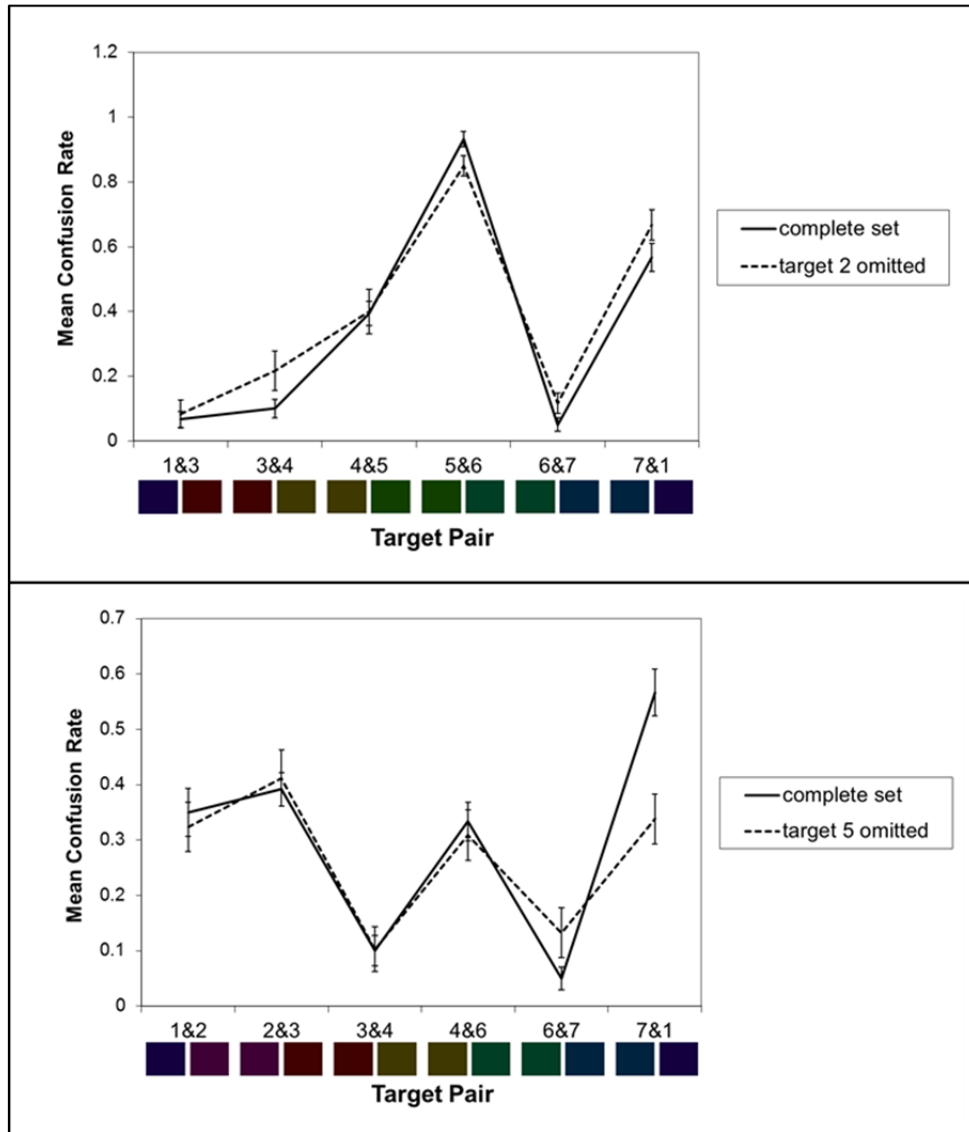 1.2
1
0.8
0.6
0.4
0.2
0
Mean Confusion Rate
1&3 3&4 4&5 5&6 6&7 7&1
Target Pair
complete set
target 2 omitted
0.7
0.6
0.5
0.4
0.3
0.2
0.1
0
Mean Confusion Rate
1&2 2&3 3&4 4&6 6&7 7&1
Target Pair
complete set
target 5 omitted